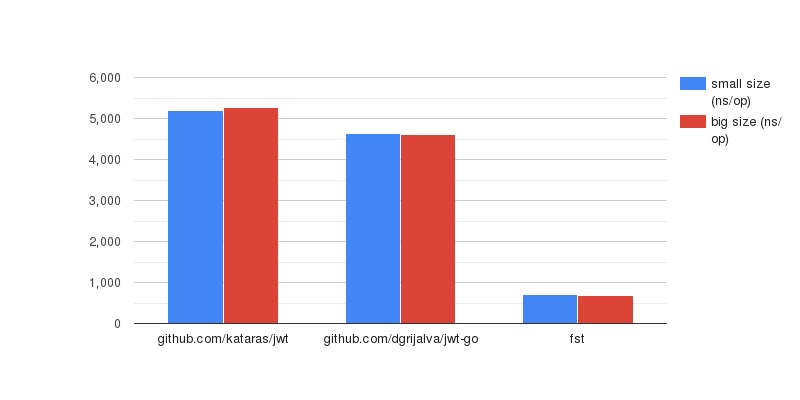 6,000
5,000
4,000
3,000
2,000
1,000
0
github.com/kataras/jwt
github.com/dgrijalva/jwt-go
fst
small size
(ns/op)
big size (ns/
op)